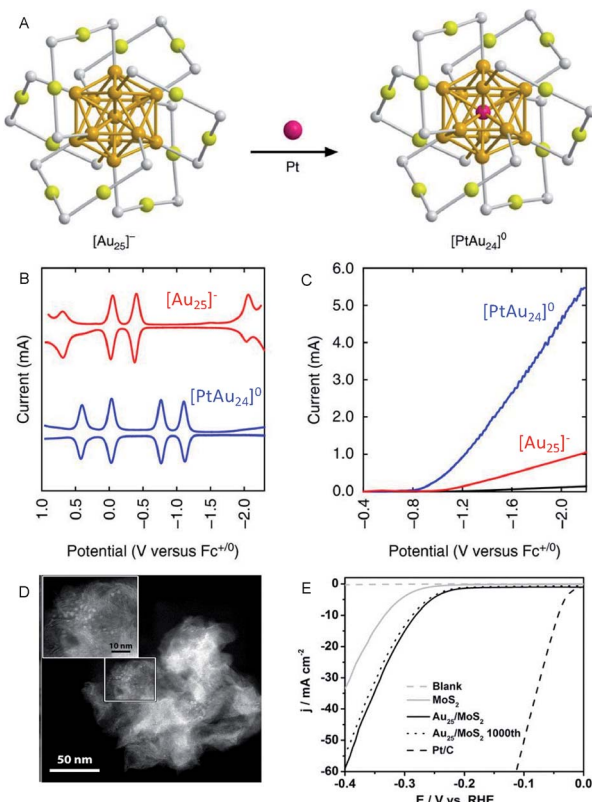 A
Pt
[Au₂₅]⁻
[PtAu₂₄]⁰
B
[Au₂₅]⁻
[PtAu₂₄]⁰
Current (mA)
1.0 0.5 0.0 −0.5 −1.0 −1.5 −2.0
Potential (V versus Fc⁺/⁰)
C
6.0
5.0
4.0
3.0
2.0
1.0
0.0
Current (mA)
[PtAu₂₄]⁰
[Au₂₅]⁻
−0.4 −0.8 −1.2 −1.6 −2.0
Potential (V versus Fc⁺/⁰)
D
10 nm
50 nm
E
0
-10
-20
-30
-40
-50
-60
j / mA cm⁻²
Blank
MoS₂
Au₂₅/MoS₂
Au₂₅/MoS₂ 1000th
Pt/C
-0.4 -0.3 -0.2 -0.1 0.0
E / V vs. RHE